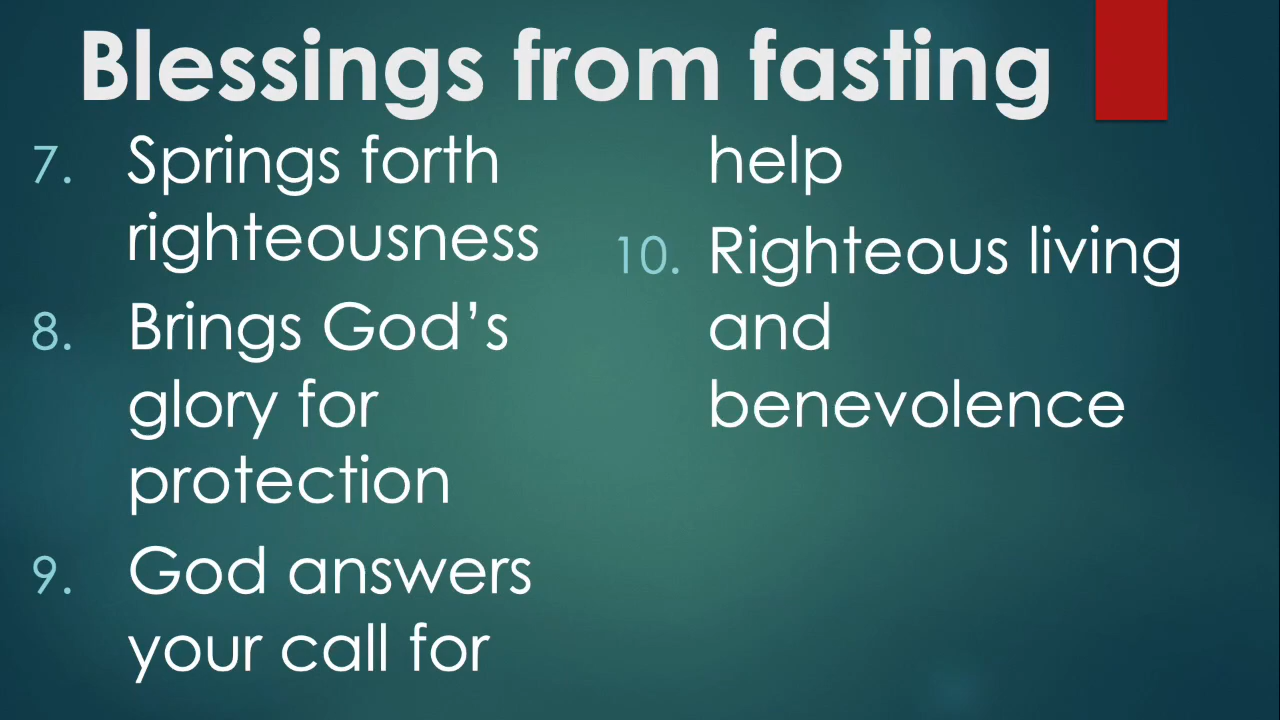 Blessings from fasting
7. Springs forth
righteousness
8. Brings God’s
glory for
protection
9. God answers
your call for
help
10. Righteous living
and
benevolence